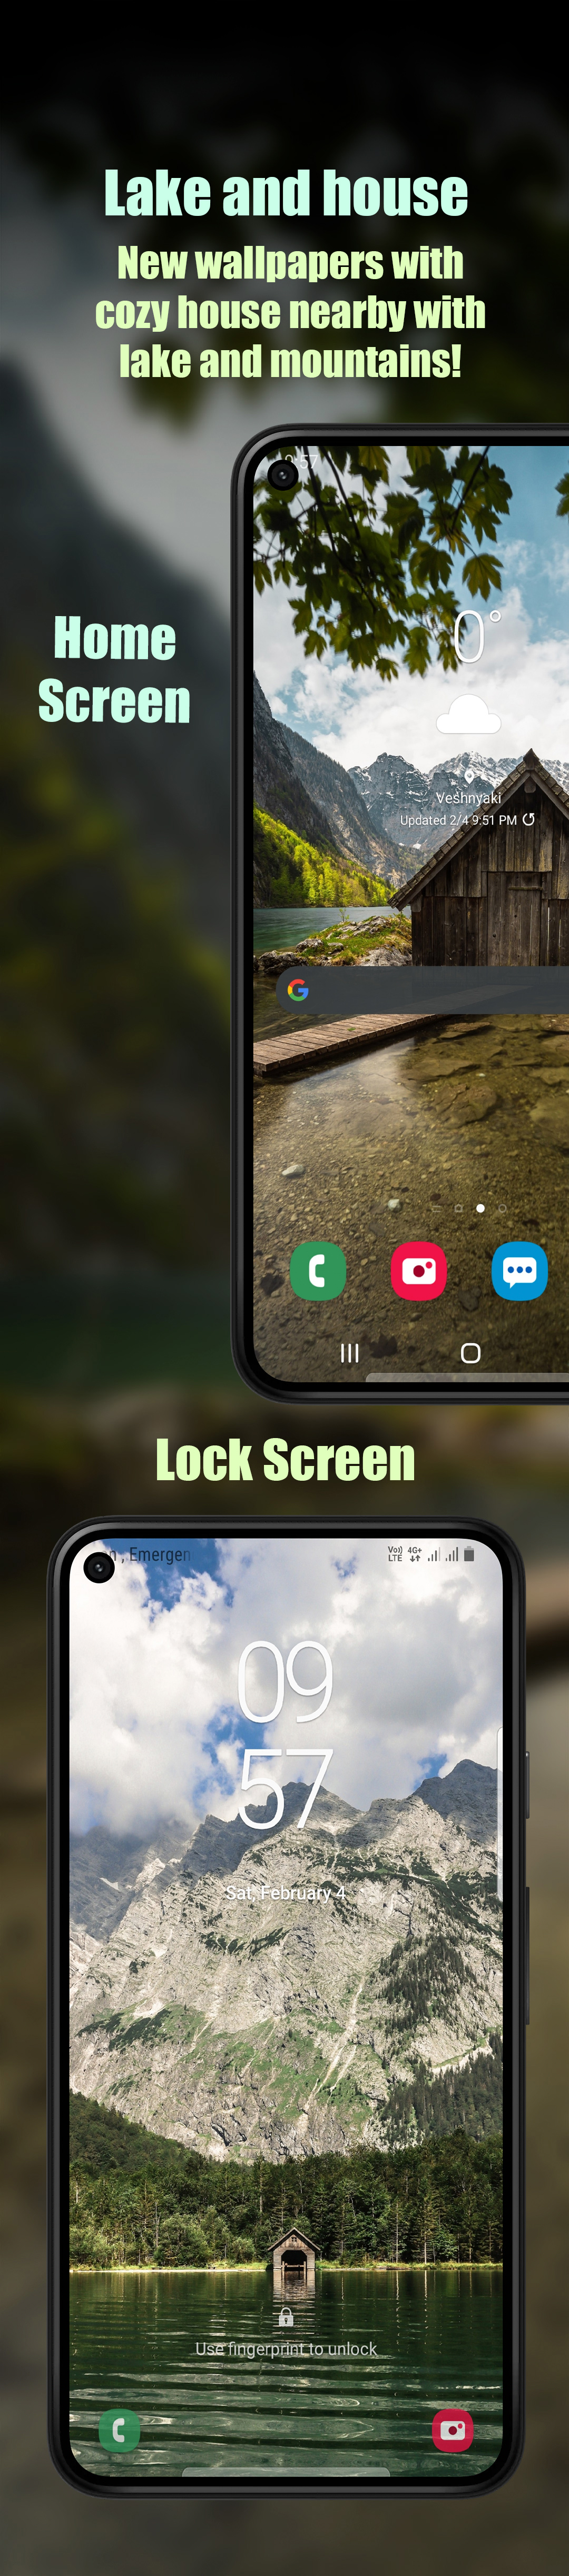 Lake and house
New wallpapers with
cozy house nearby with
lake and mountains!
9:57
Home
Screen
0°
Veshnyaki
Updated 2/4 9:51 PM
G
Lock Screen
, Emergen
Vo))
LTE
4G+
09
57
Sat, February 4
Use fingerprint to unlock